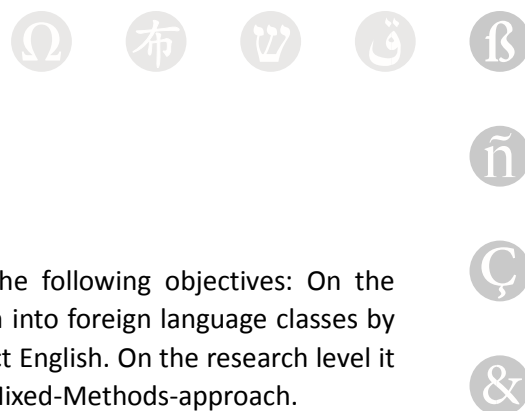 Ω 布 שׁ قٌ ß
ñ
Ç
he following objectives: On the
into foreign language classes by
ct English. On the research level it
ixed-Methods-approach.
&